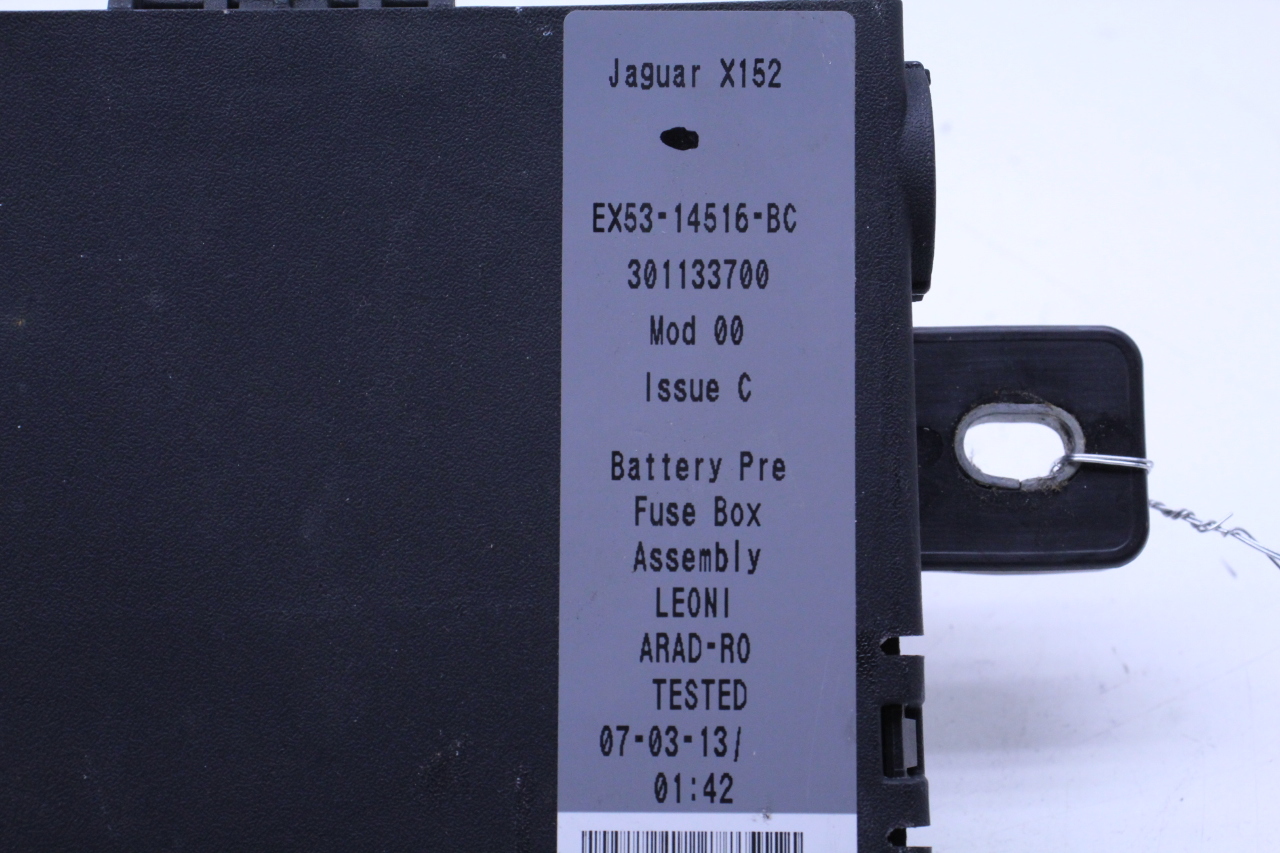 Jaguar X152
EX53-14516-BC
301133700
Mod 00
Issue C
Battery Pre
Fuse Box
Assembly
LEONI
ARAD-RO
TESTED
07-03-13/
01:42